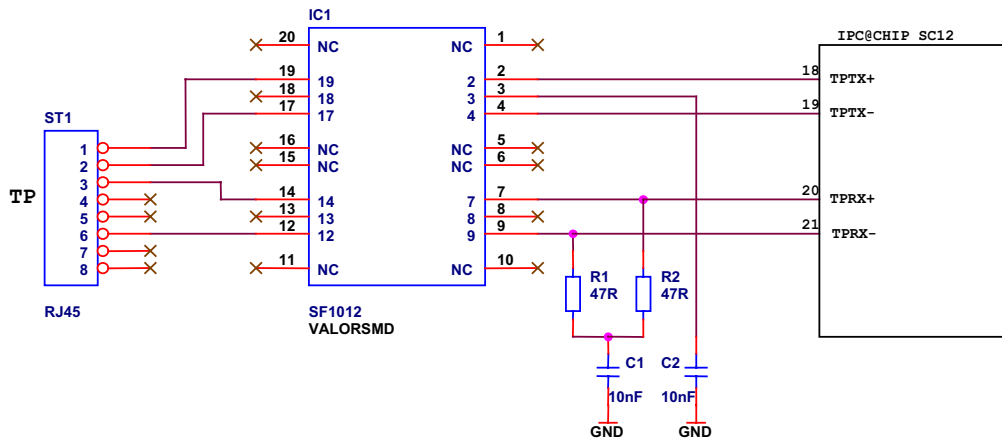 IC1
IPC@CHIP SC12
20 NC NC 1
19 19 2 2 18 TPTX+
18 18 3 3
17 17 4 4 19 TPTX-
ST1
1
16 NC NC 5
2
15 NC NC 6
3
TP
4
14 14 7 7 20 TPRX+
5
13 13 8 8
6
12 12 9 9 21 TPRX-
7
8
11 NC NC 10
R1
47R
R2
47R
RJ45
SF1012
VALORSMD
C1
10nF
C2
10nF
GND
GND